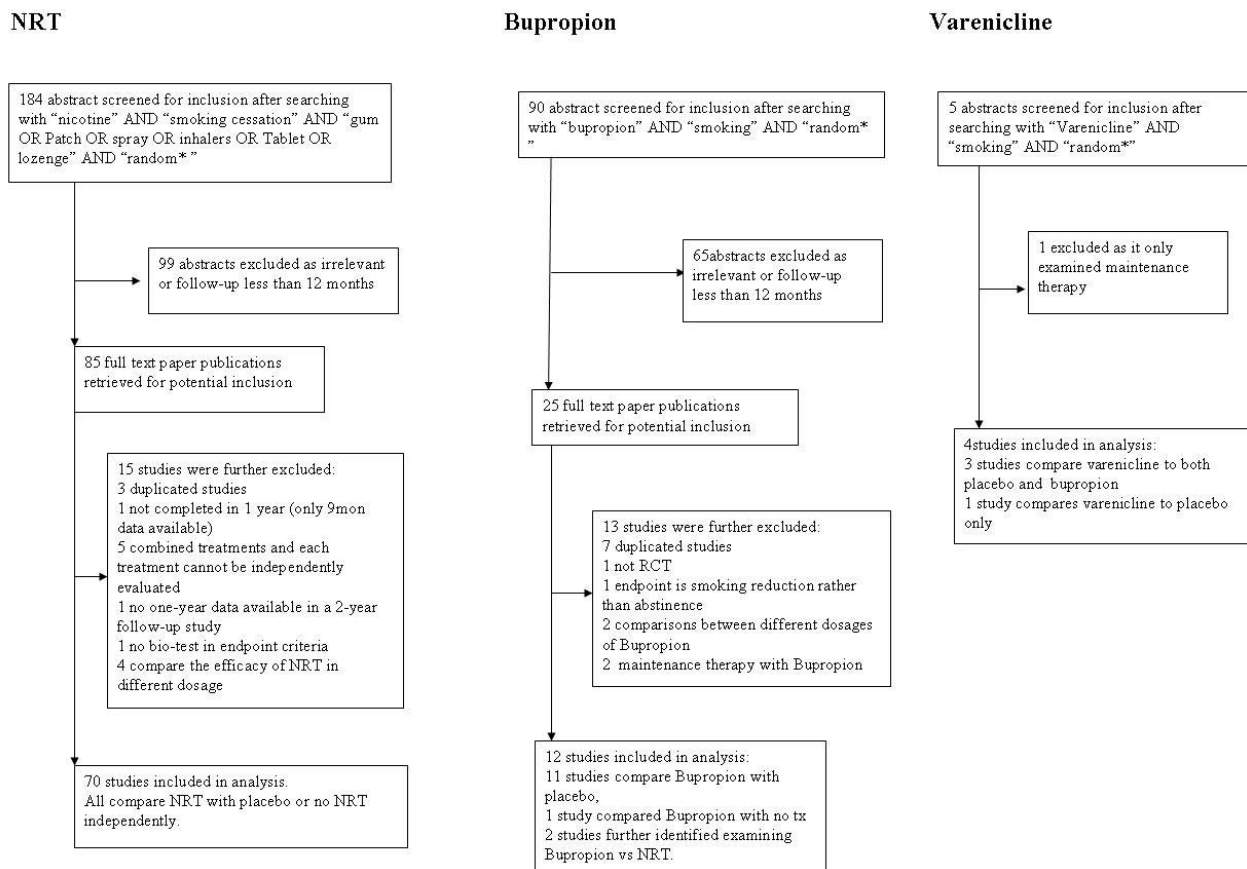 NRT
184 abstract screened for inclusion after searching
with “nicotine” AND “smoking cessation” AND “gum
OR Patch OR spray OR inhalers OR Tablet OR
lozenge” AND “random* ”
99 abstracts excluded as irrelevant
or follow-up less than 12 months
85 full text paper publications
retrieved for potential inclusion
15 studies were further excluded:
3 duplicated studies
1 not completed in 1 year (only 9mon
data available)
5 combined treatments and each
treatment cannot be independently
evaluated
1 no one-year data available in a 2-year
follow-up study
1 no bio-test in endpoint criteria
4 compare the efficacy of NRT in
different dosage
70 studies included in analysis.
All compare NRT with placebo or no NRT
independently.
Bupropion
90 abstract screened for inclusion after searching
with “bupropion” AND “smoking” AND “random*
”
65abstracts excluded as
irrelevant or follow-up
less than 12 months
25 full text paper publications
retrieved for potential inclusion
13 studies were further excluded:
7 duplicated studies
1 not RCT
1 endpoint is smoking reduction rather
than abstinence
2 comparisons between different dosages
of Bupropion
2 maintenance therapy with Bupropion
12 studies included in analysis:
11 studies compare Bupropion with
placebo,
1 study compared Bupropion with no tx
2 studies further identified examining
Bupropion vs NRT.
Varenicline
5 abstracts screened for inclusion after
searching with “Varenicline” AND
“smoking” AND “random*”
1 excluded as it only
examined maintenance
therapy
4studies included in analysis:
3 studies compare varenicline to both
placebo and bupropion
1 study compares varenicline to placebo
only